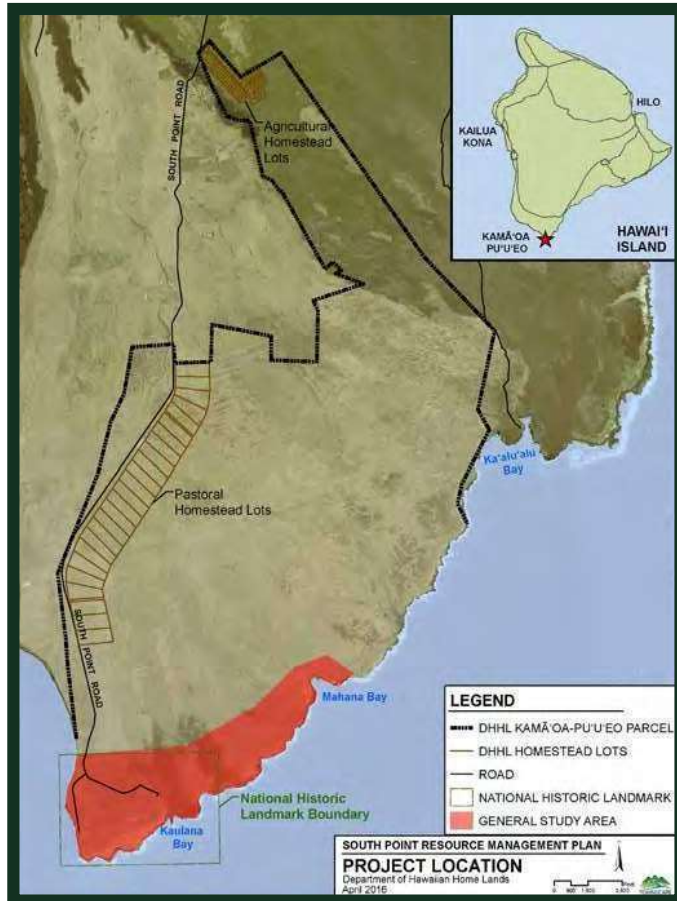 SOUTH POINT ROAD
Agricultural
Homestead
Lots
HILO
KAILUA
KONA
KAMĀ‘OA
PU‘U‘EO
HAWAI‘I
ISLAND
Ka‘alu‘alu
Bay
Pastoral
Homestead Lots
SOUTH POINT ROAD
Mahana Bay
National Historic
Landmark Boundary
Kaulana
Bay
LEGEND
DHHL KAMĀ‘OA-PU‘U‘EO PARCEL
DHHL HOMESTEAD LOTS
ROAD
NATIONAL HISTORIC LANDMARK
GENERAL STUDY AREA
SOUTH POINT RESOURCE MANAGEMENT PLAN
PROJECT LOCATION
Department of Hawaiian Home Lands
April 2016